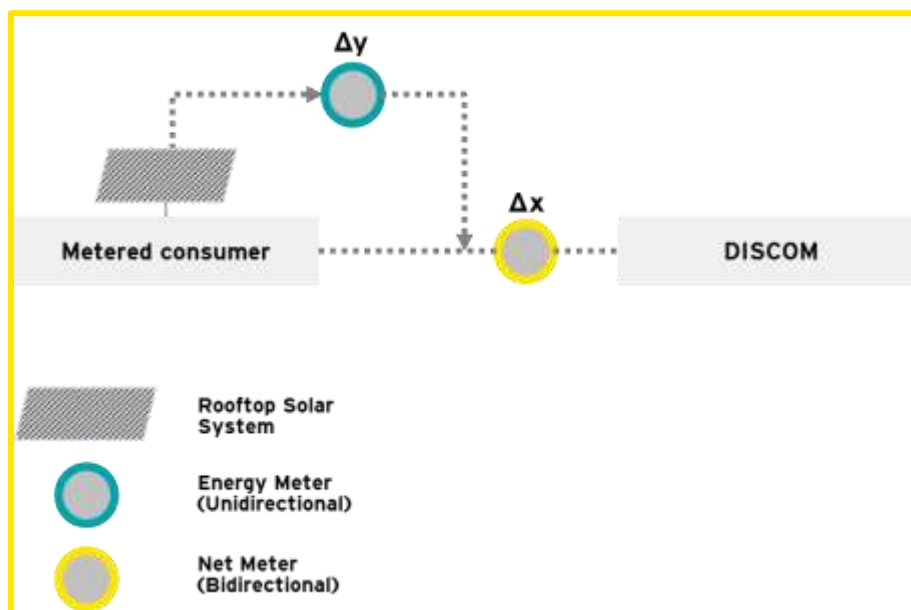 Δy
Δx
Metered consumer
DISCOM
Rooftop Solar
System
Energy Meter
(Unidirectional)
Net Meter
(Bidirectional)